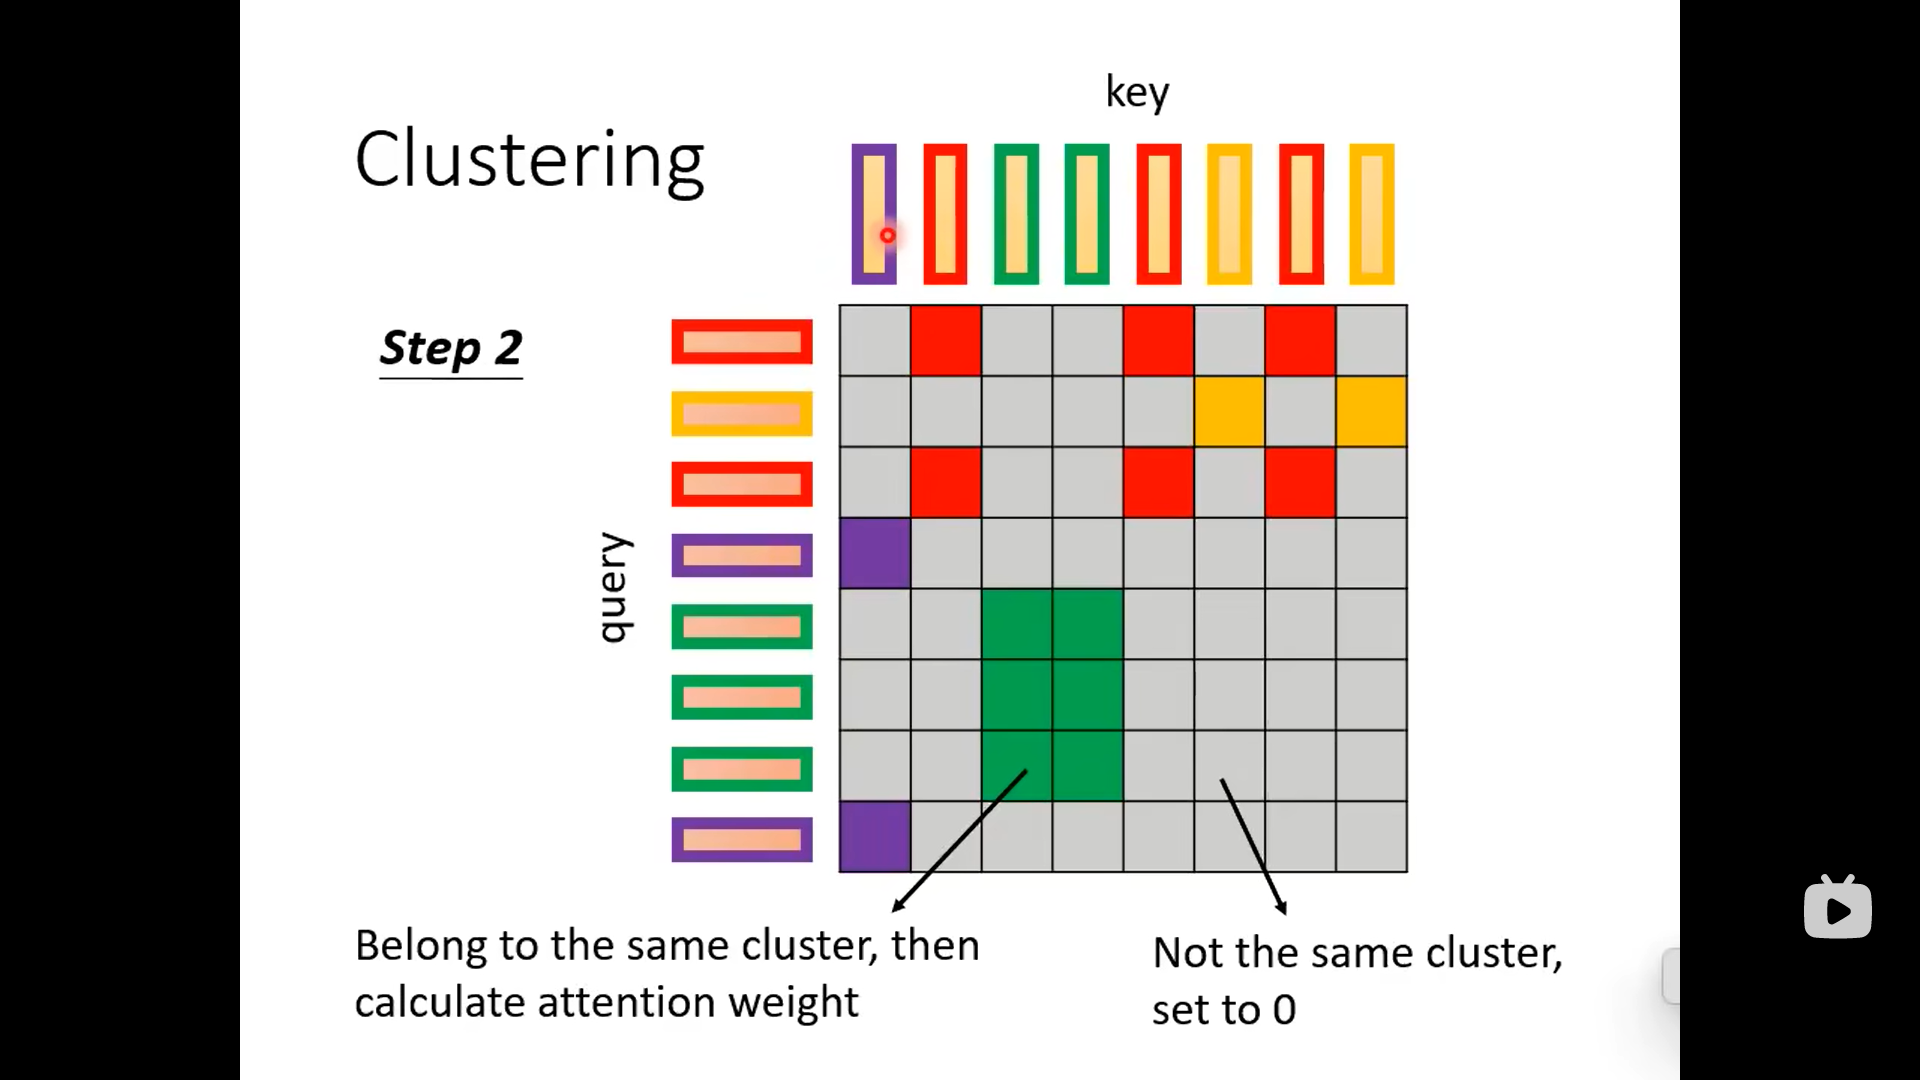 key
Clustering
Step 2
query
Belong to the same cluster, then
calculate attention weight
Not the same cluster,
set to 0